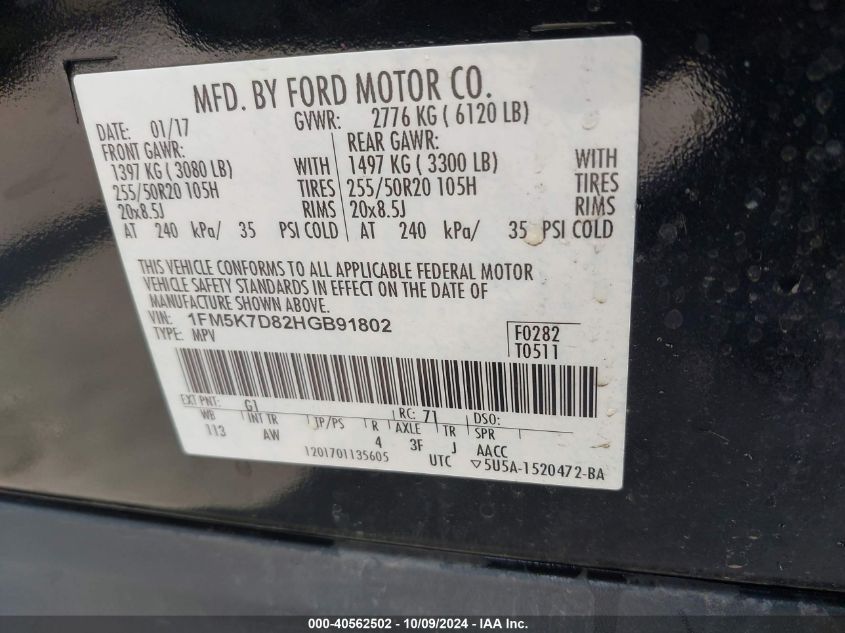 MFD. BY FORD MOTOR CO.
DATE: 01/17 GVWR: 2776 KG ( 6120 LB)
FRONT GAWR: REAR GAWR:
1397 KG ( 3080 LB) WITH 1497 KG ( 3300 LB) WITH
255/50R20 105H TIRES 255/50R20 105H TIRES
20x8.5J RIMS 20x8.5J RIMS
AT 240 kPa/ 35 PSI COLD AT 240 kPa/ 35 PSI COLD
THIS VEHICLE CONFORMS TO ALL APPLICABLE FEDERAL MOTOR
VEHICLE SAFETY STANDARDS IN EFFECT ON THE DATE OF
MANUFACTURE SHOWN ABOVE.
VIN: 1FM5K7D82HGB91802
TYPE: MPV
F0282
T0511
EXT PNT: G1 RC: 71 DSO:
WB INT TR TP/PS R AXLE TR SPR
113 AW 4 3F J AACC
1201701135605 UTC ▽5U5A-1520472-BA
000-40562502 - 10/09/2024 - IAA Inc.